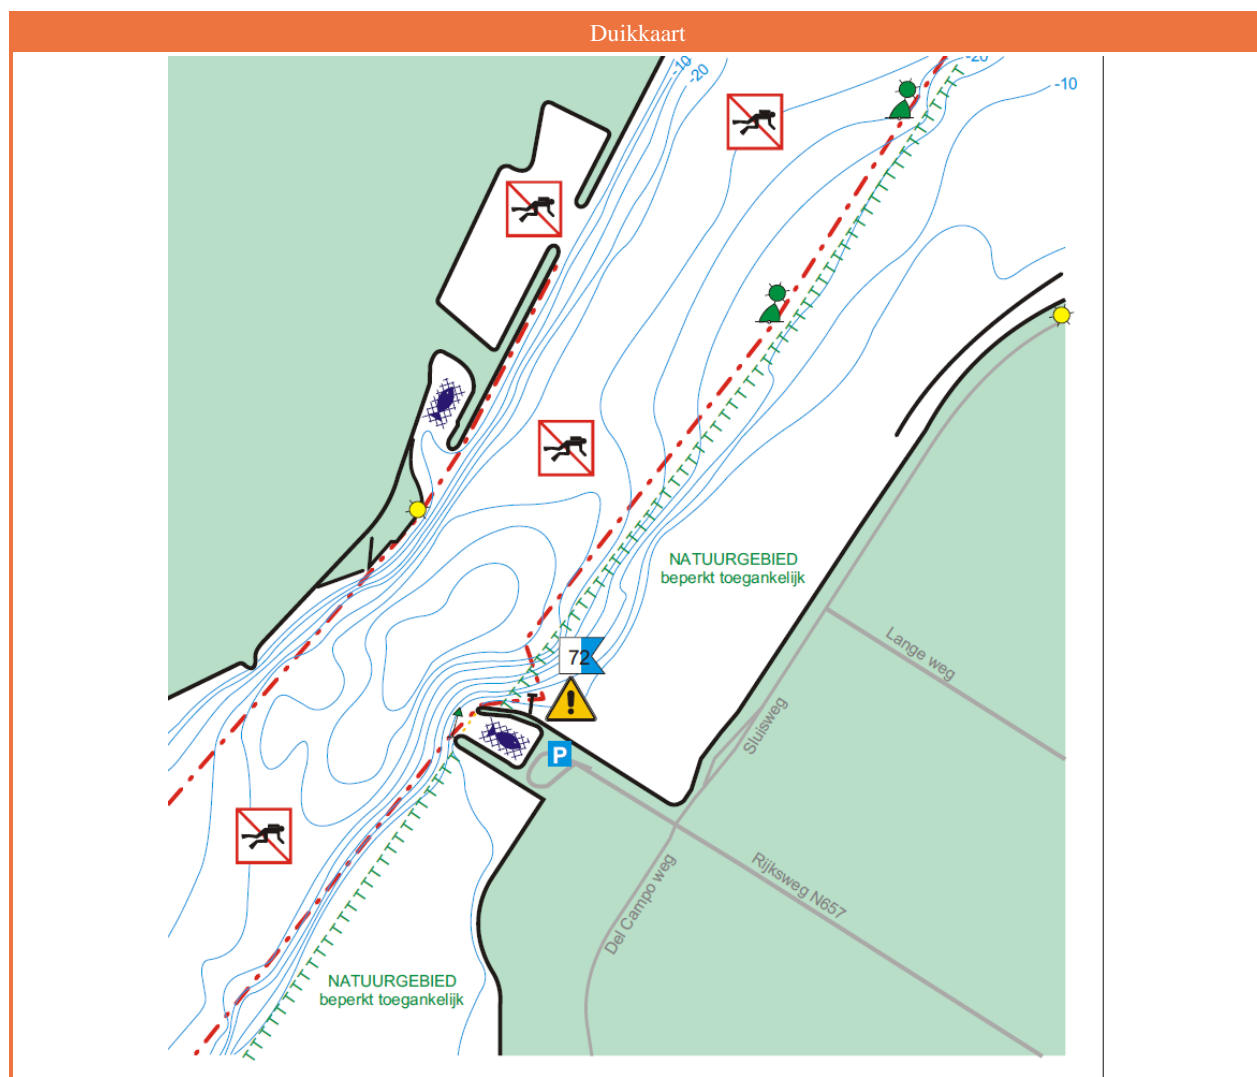 Duikkaart
-10
-20
-20
-10
NATUURGEBIED
beperkt toegankelijk
72
Lange weg
Sluisweg
P
Rijksweg N657
Del Campo weg
NATUURGEBIED
beperkt toegankelijk